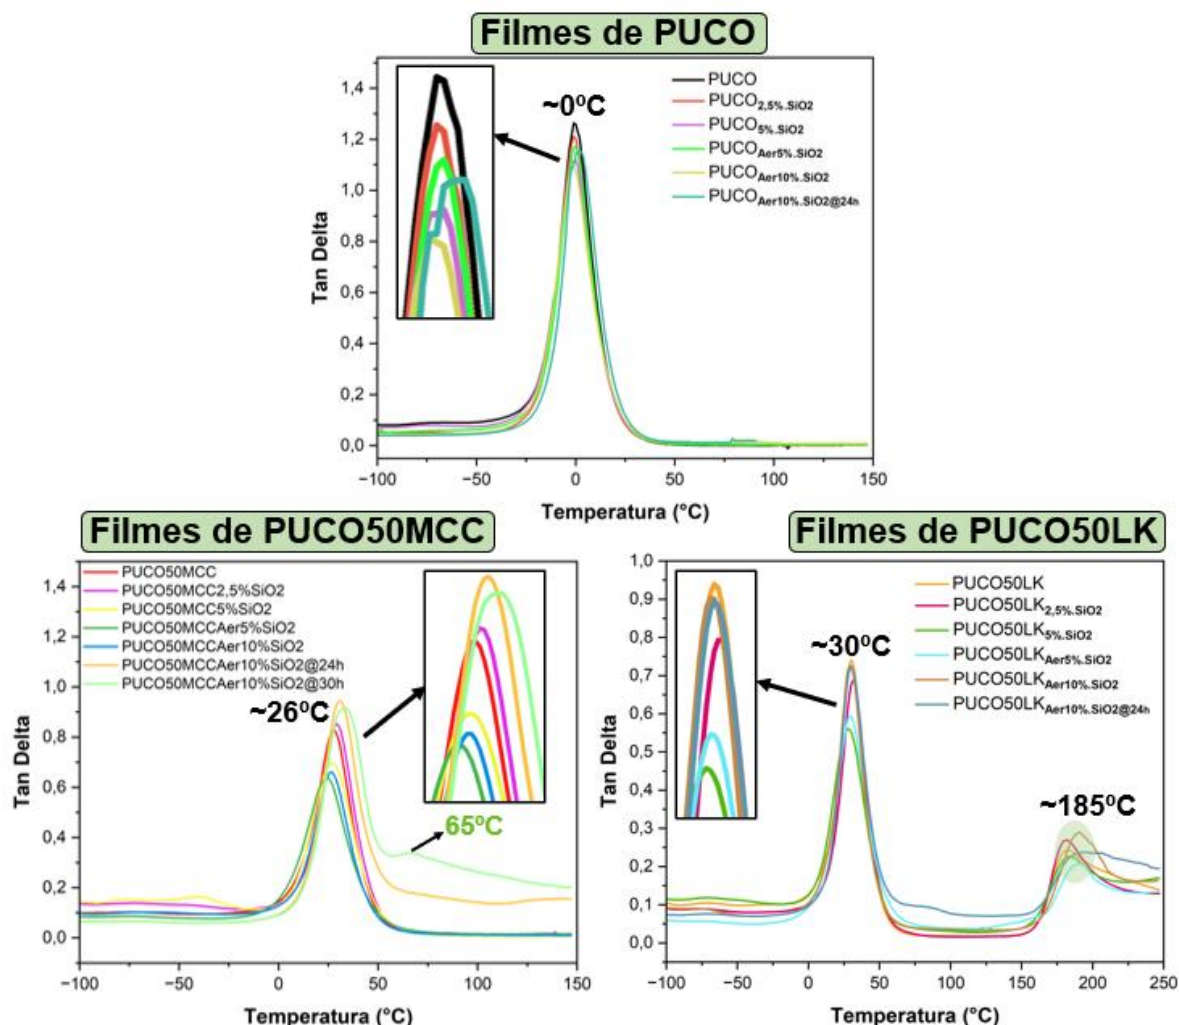 Filmes de PUCO
1,4
1,2
1,0
0,8
0,6
0,4
0,2
0,0
Tan Delta
~0ºC
PUCO
PUCO2,5%.SiO2
PUCO5%.SiO2
PUCOAer5%.SiO2
PUCOAer10%.SiO2
PUCOAer10%.SiO2@24h
−100 −50 0 50 100 150
Temperatura (°C)
Filmes de PUCO50MCC
1,4
1,2
1,0
0,8
0,6
0,4
0,2
0,0
Tan Delta
PUCO50MCC
PUCO50MCC2,5%SiO2
PUCO50MCC5%SiO2
PUCO50MCCAer5%SiO2
PUCO50MCCAer10%SiO2
PUCO50MCCAer10%SiO2@24h
PUCO50MCCAer10%SiO2@30h
~26ºC
65ºC
−100 −50 0 50 100 150
Temperatura (°C)
Filmes de PUCO50LK
1,0
0,9
0,8
0,7
0,6
0,5
0,4
0,3
0,2
0,1
0,0
Tan Delta
~30ºC
PUCO50LK
PUCO50LK2,5%.SiO2
PUCO50LK5%.SiO2
PUCO50LKAer5%.SiO2
PUCO50LKAer10%.SiO2
PUCO50LKAer10%.SiO2@24h
~185ºC
−100 −50 0 50 100 150 200 250
Temperatura (°C)